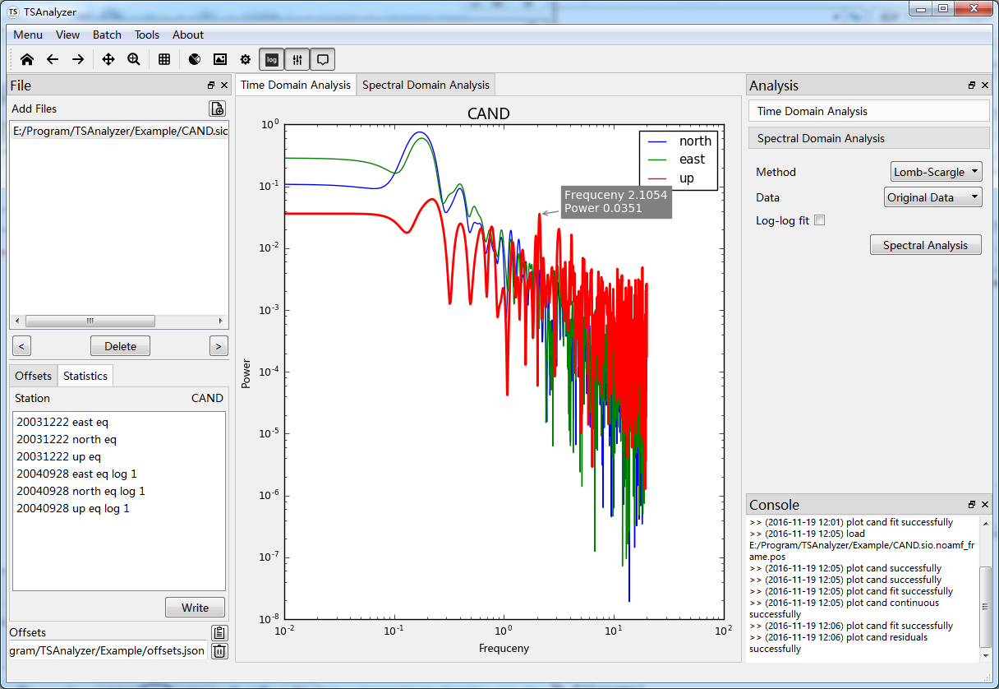 TS TSAnalyzer
Menu View Batch Tools About
log
File
Add Files
E:/Program/TSAnalyzer/Example/CAND.sio
< Delete >
Offsets Statistics
Station CAND
20031222 east eq
20031222 north eq
20031222 up eq
20040928 east eq log 1
20040928 north eq log 1
20040928 up eq log 1
Write
Offsets
gram/TSAnalyzer/Example/offsets.json
Time Domain Analysis Spectral Domain Analysis
CAND
north
east
up
Frequceny 2.1054
Power 0.0351
10^0
10^-1
10^-2
10^-3
10^-4
10^-5
10^-6
10^-7
10^-8
Power
10^-2 10^-1 10^0 10^1 10^2
Frequceny
Analysis
Time Domain Analysis
Spectral Domain Analysis
Method Lomb-Scargle
Data Original Data
Log-log fit
Spectral Analysis
Console
>> (2016-11-19 12:01) plot cand fit successfully
>> (2016-11-19 12:05) load
E:/Program/TSAnalyzer/Example/CAND.sio.noamf_fr
ame.pos
>> (2016-11-19 12:05) plot cand successfully
>> (2016-11-19 12:05) plot cand successfully
>> (2016-11-19 12:05) plot cand fit successfully
>> (2016-11-19 12:05) plot cand continuous
successfully
>> (2016-11-19 12:06) plot cand fit successfully
>> (2016-11-19 12:06) plot cand residuals
successfully